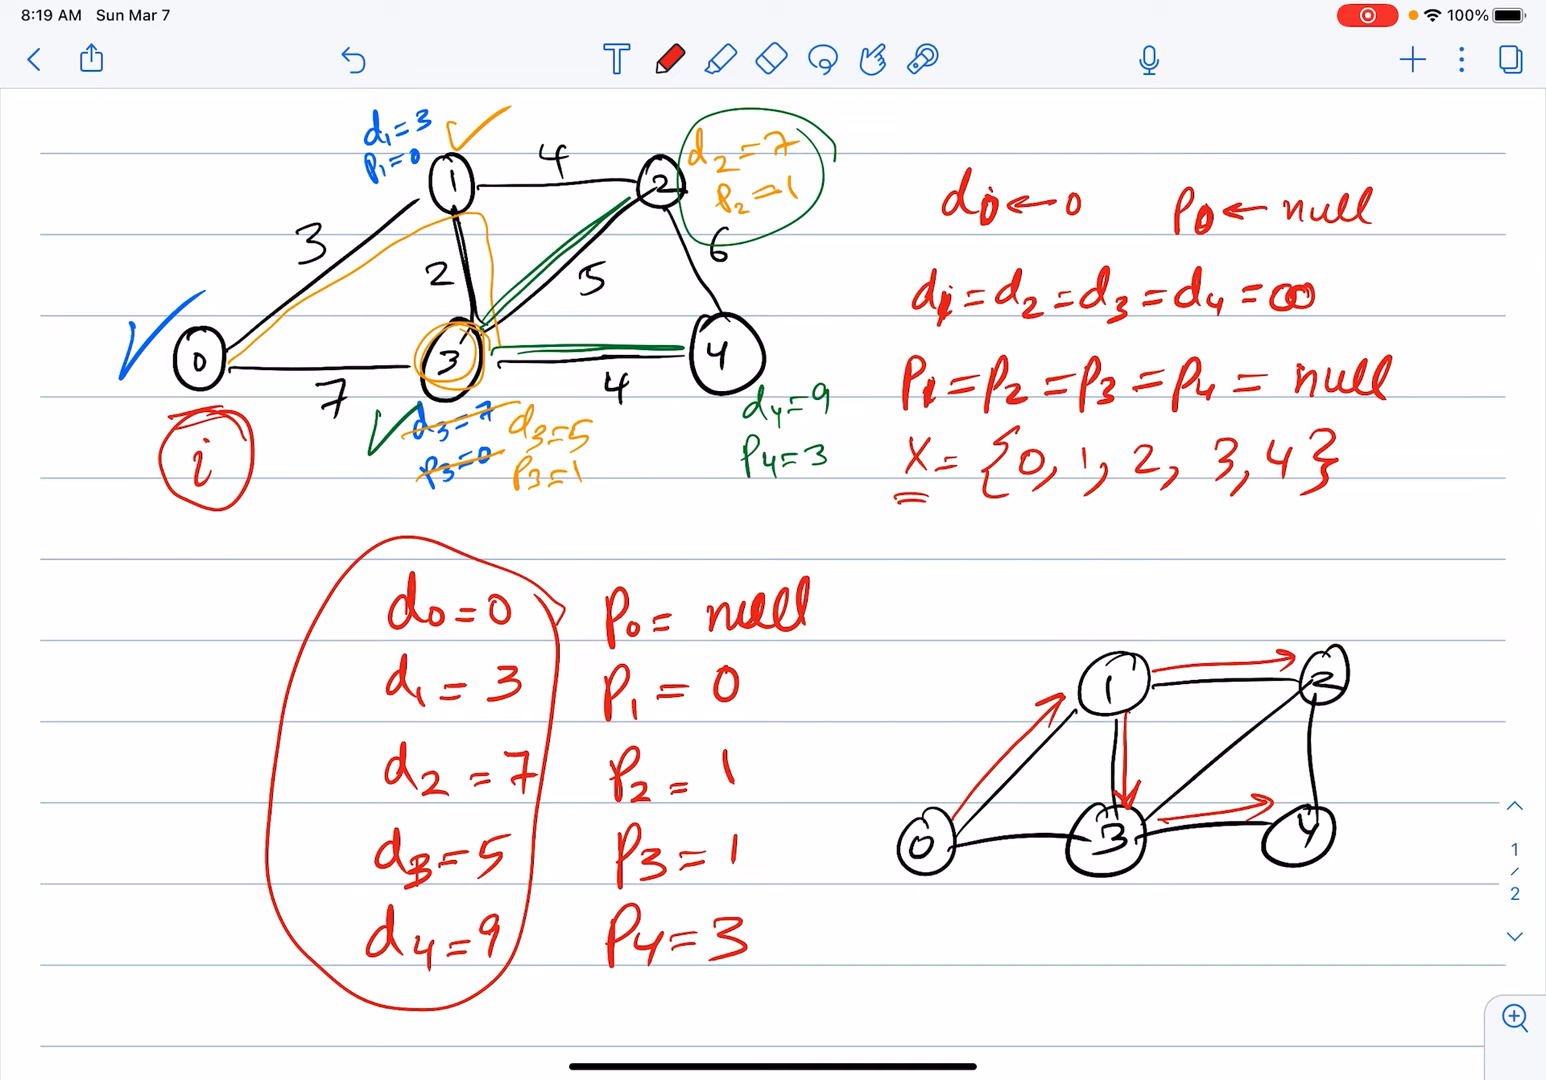 8:19 AM Sun Mar 7
100%
T
d₁=3
p₁=0
1
4
2
d₂=7
p₂=1
3
2
5
6
0
7
3
4
4
i
d₃=7
p₃=0
d₃=5
p₃=1
d₄=9
p₄=3
d₀←0 p₀←null
d₁=d₂=d₃=d₄=∞
p₁=p₂=p₃=p₄=null
X={0,1,2,3,4}
d₀=0 p₀=null
d₁=3 p₁=0
d₂=7 p₂=1
d₃=5 p₃=1
d₄=9 p₄=3
1 2
0 3 4
1
/
2